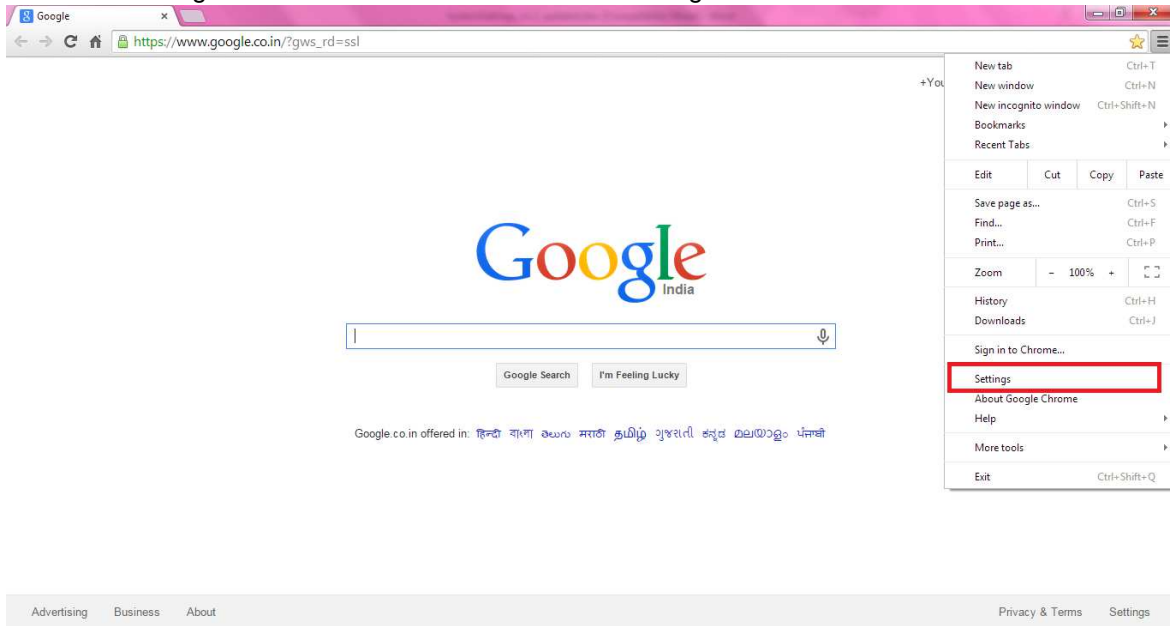 Google
https://www.google.co.in/?gws_rd=ssl
+You
New tab Ctrl+T
New window Ctrl+N
New incognito window Ctrl+Shift+N
Bookmarks
Recent Tabs
Edit Cut Copy Paste
Save page as... Ctrl+S
Find... Ctrl+F
Print... Ctrl+P
Zoom - 100% +
History Ctrl+H
Downloads Ctrl+J
Sign in to Chrome...
Settings
About Google Chrome
Help
More tools
Exit Ctrl+Shift+Q
Google
India
Google Search I'm Feeling Lucky
Google.co.in offered in: हिन्दी বাংলা తెలుగు मराठी தமிழ் ગુજરાતી ಕನ್ನಡ മലയാളം ਪੰਜਾਬੀ
Advertising Business About Privacy & Terms Settings